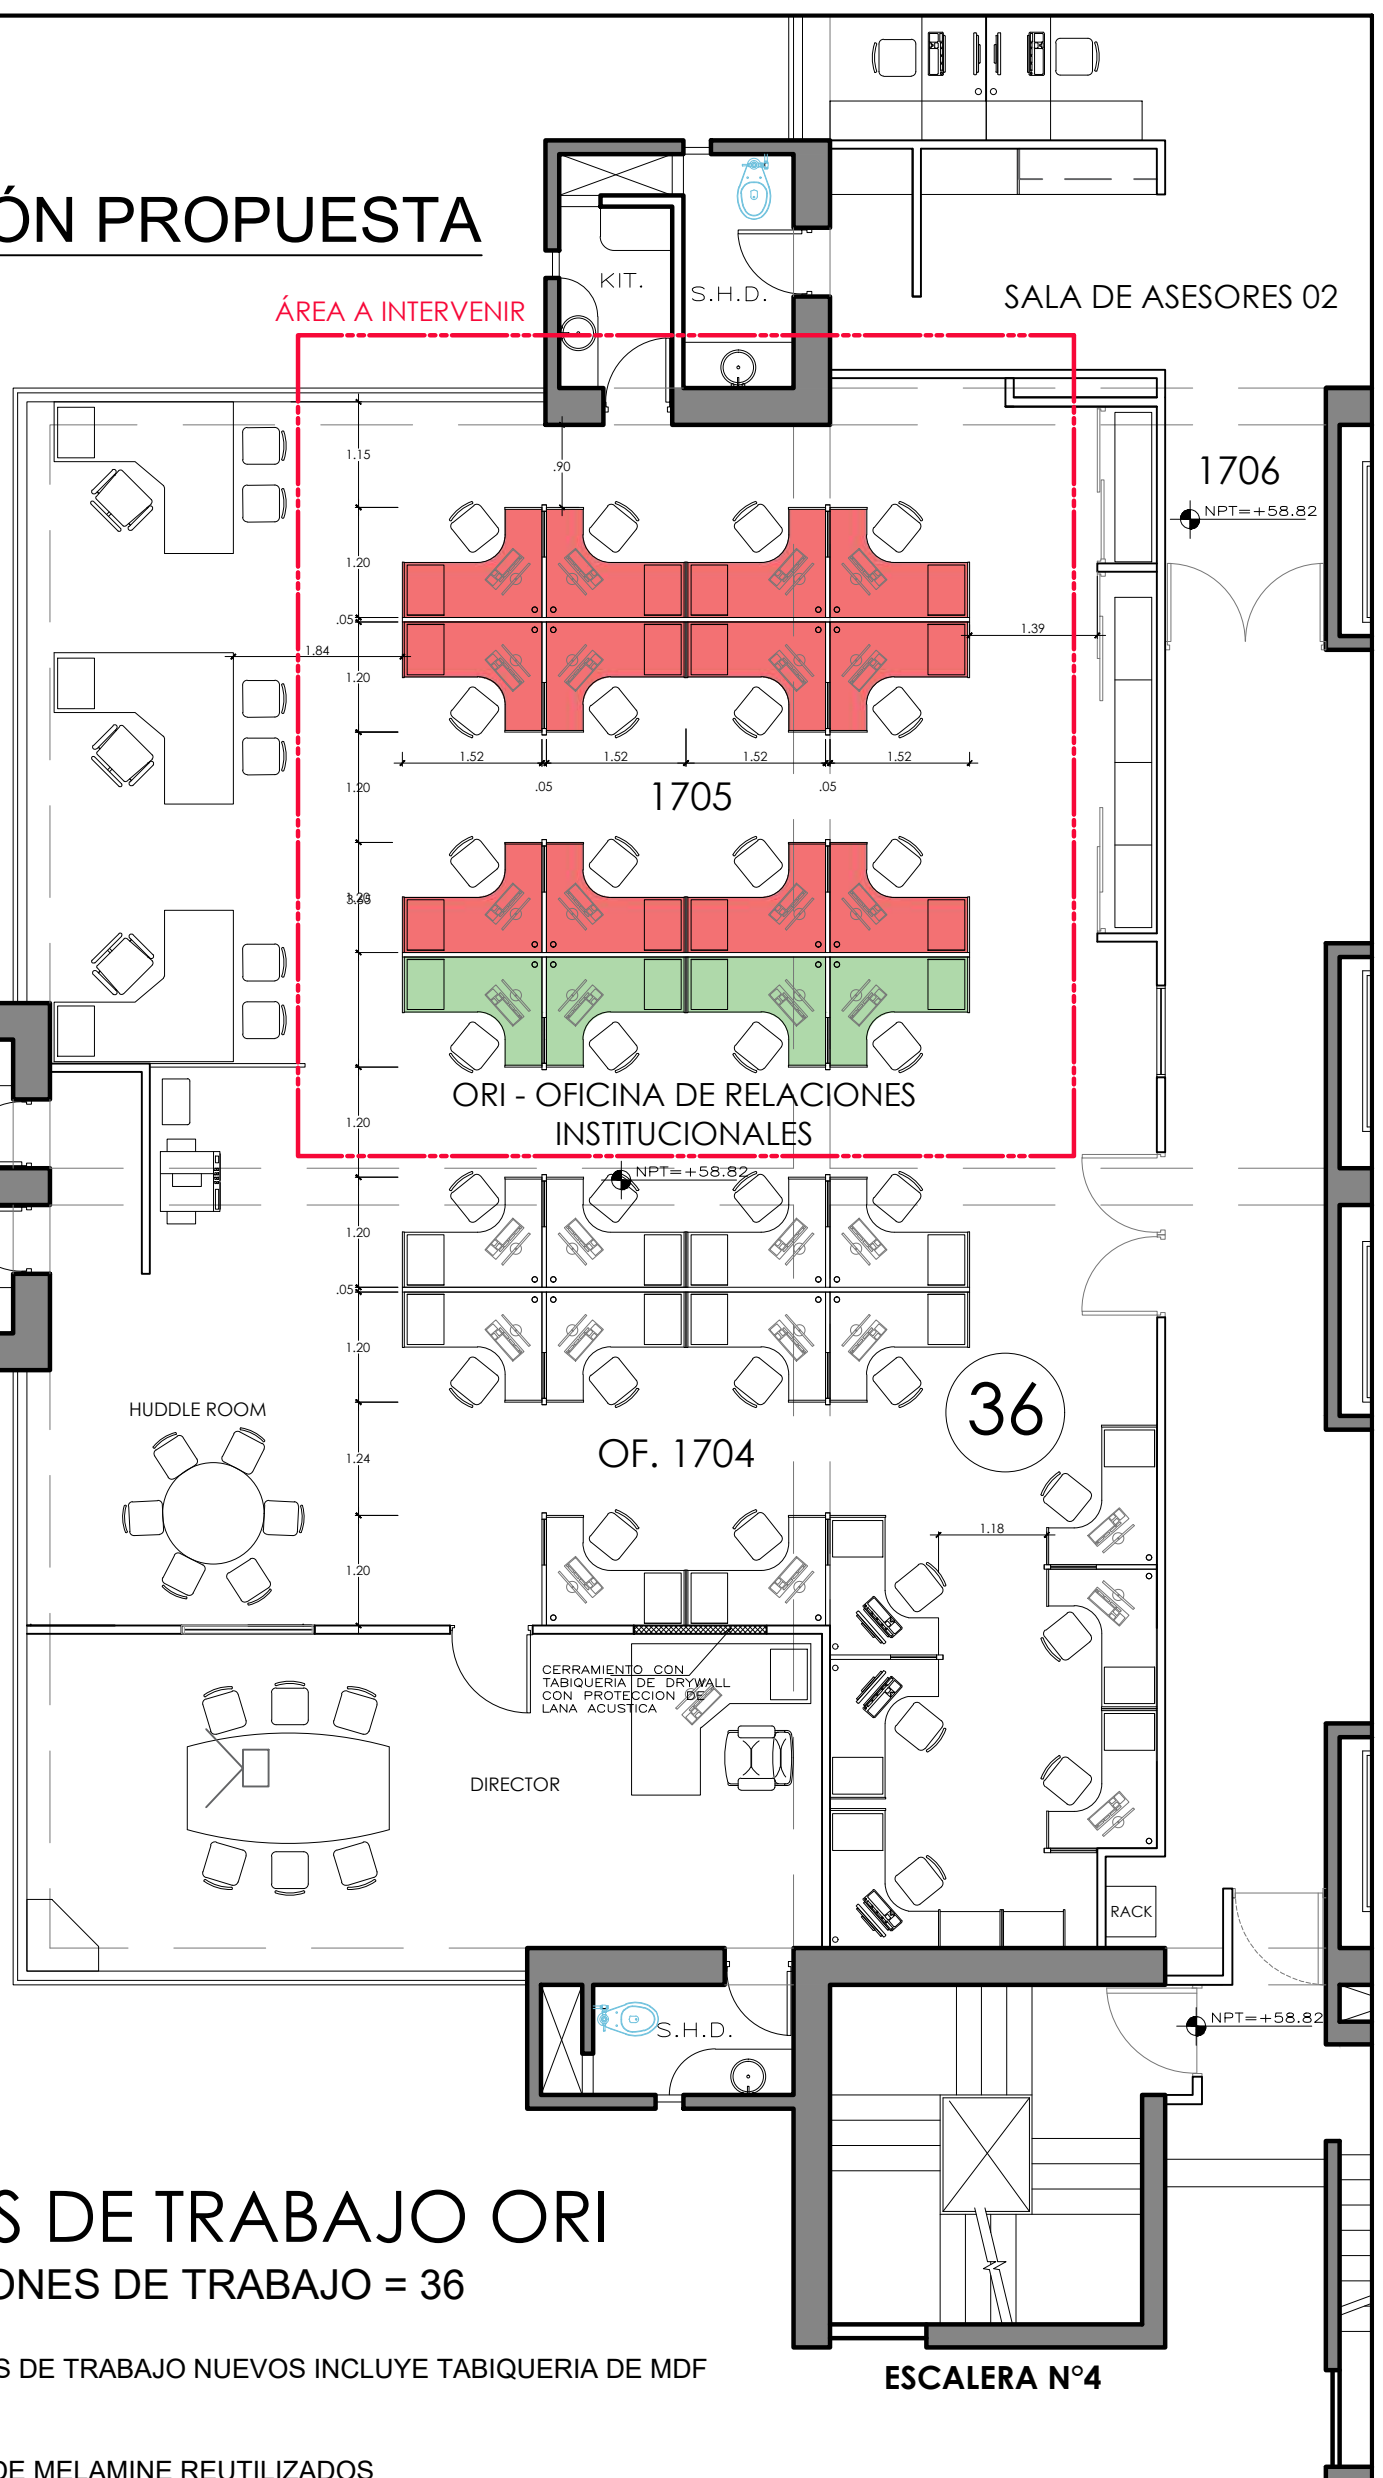 ÓN PROPUESTA
KIT.
S.H.D.
SALA DE ASESORES 02
ÁREA A INTERVENIR
1706
NPT=+58.82
1.15
.90
1.20
.05
1.84
1.39
1.20
1.52
1.52
1.52
1.52
.05
.05
1.20
1705
ORI - OFICINA DE RELACIONES
INSTITUCIONALES
1.20
NPT=+58.82
1.20
.05
1.20
36
HUDDLE ROOM
OF. 1704
1.24
1.18
1.20
CERRAMIENTO CON
TABIQUERIA DE DRYWALL
CON PROTECCION DE
LANA ACUSTICA
DIRECTOR
RACK
S.H.D.
NPT=+58.82
S DE TRABAJO ORI
ONES DE TRABAJO = 36
S DE TRABAJO NUEVOS INCLUYE TABIQUERIA DE MDF
ESCALERA N°4
DE MELAMINE REUTILIZADOS